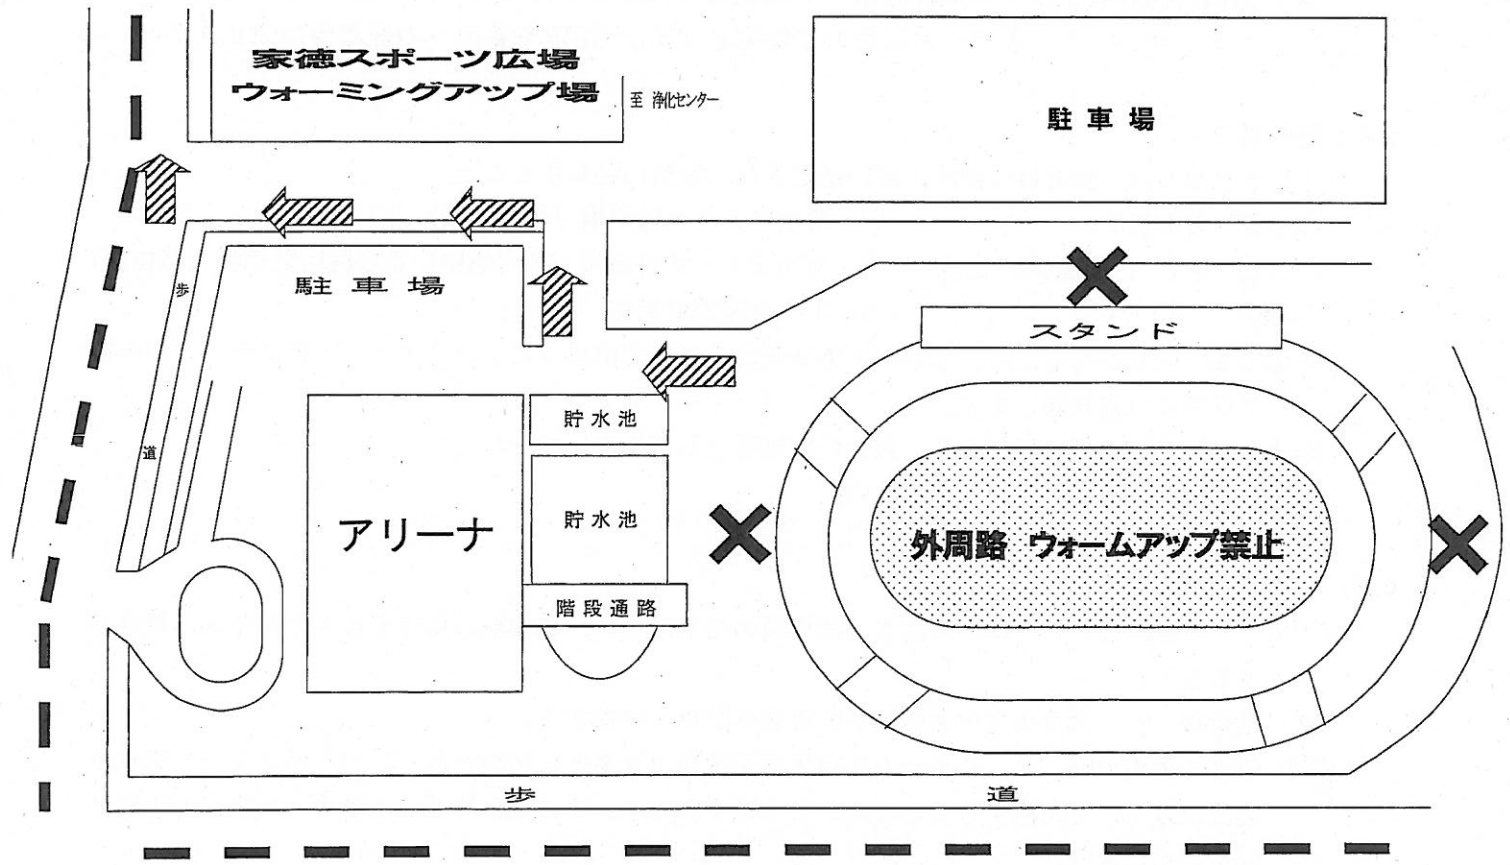 家徳スポーツ広場
ウォーミングアップ場
至 浄化センター
駐車場
駐車場
歩
道
スタンド
貯水池
アリーナ
貯水池
外周路 ウォームアップ禁止
階段通路
歩道